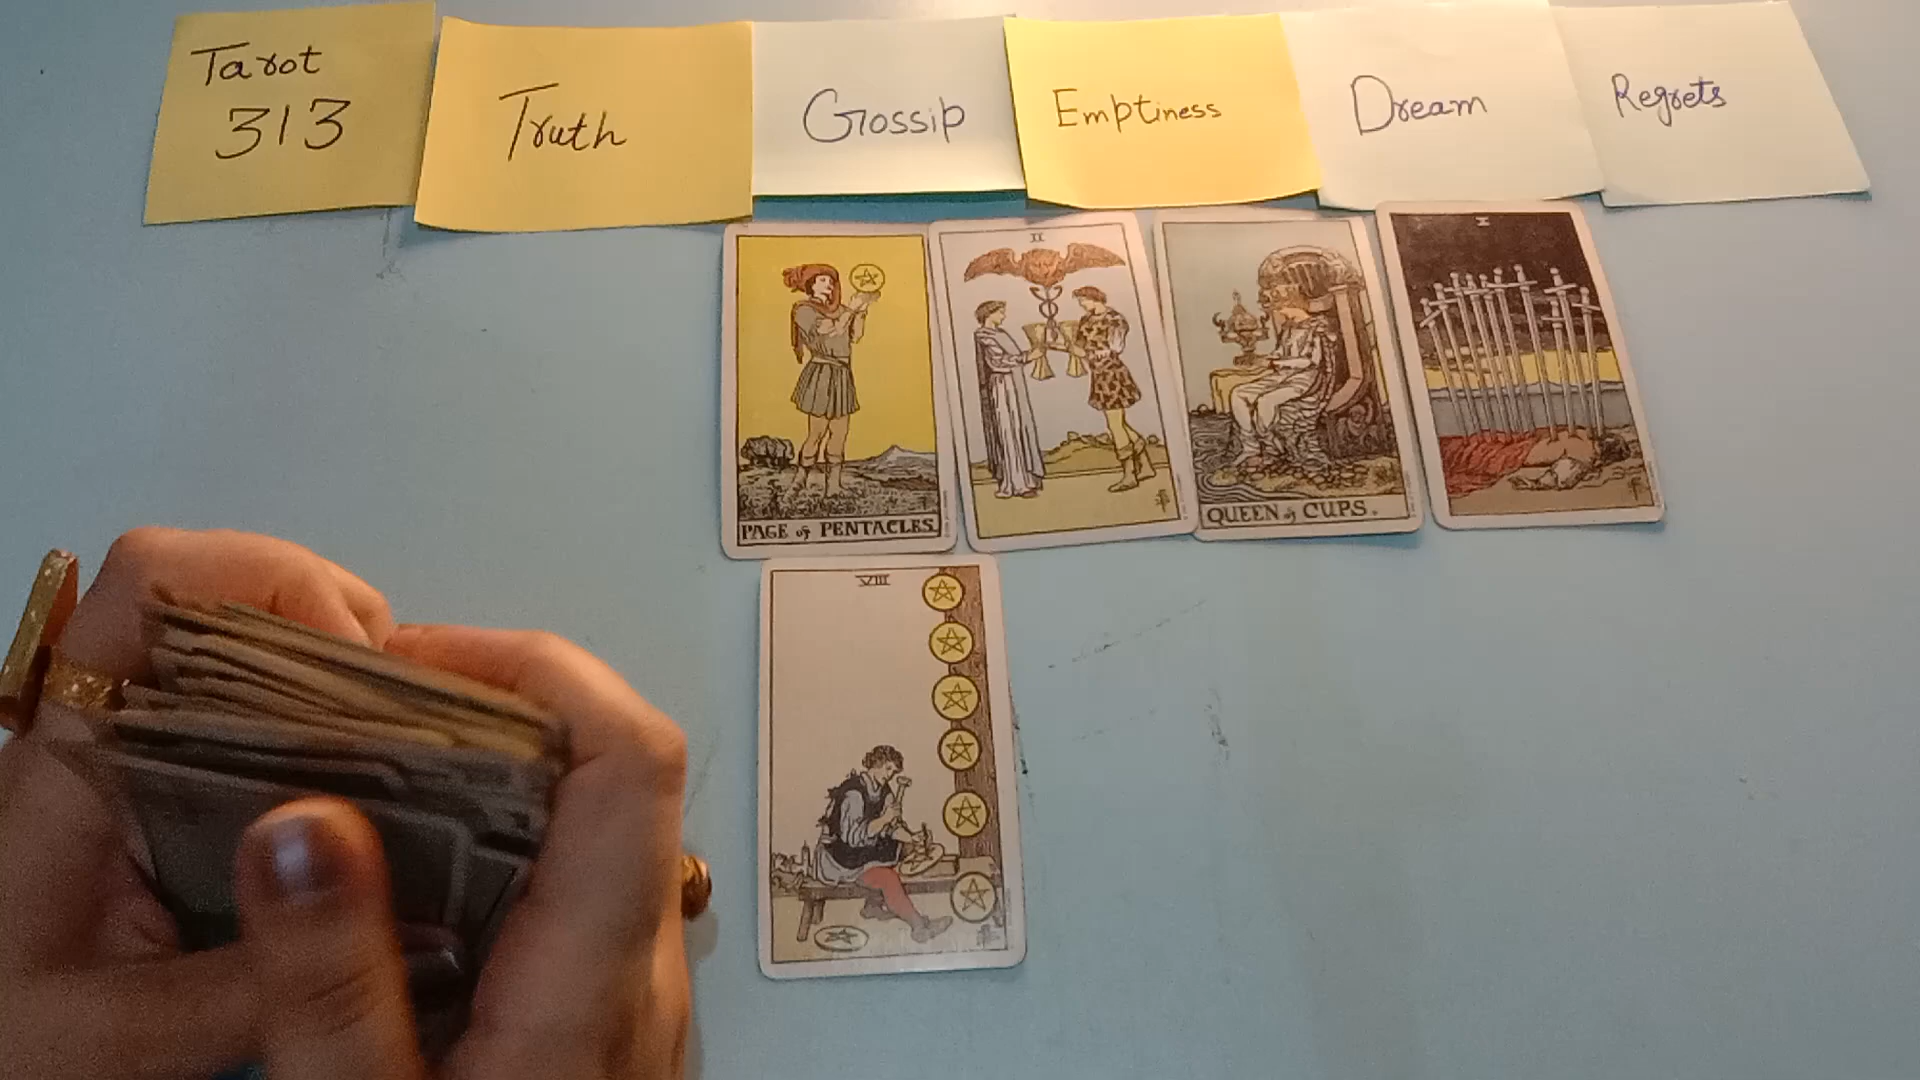 Tarot
313
Truth
Gossip
Emptiness
Dream
Regrets
II
X
PAGE of PENTACLES.
QUEEN of CUPS.
VIII